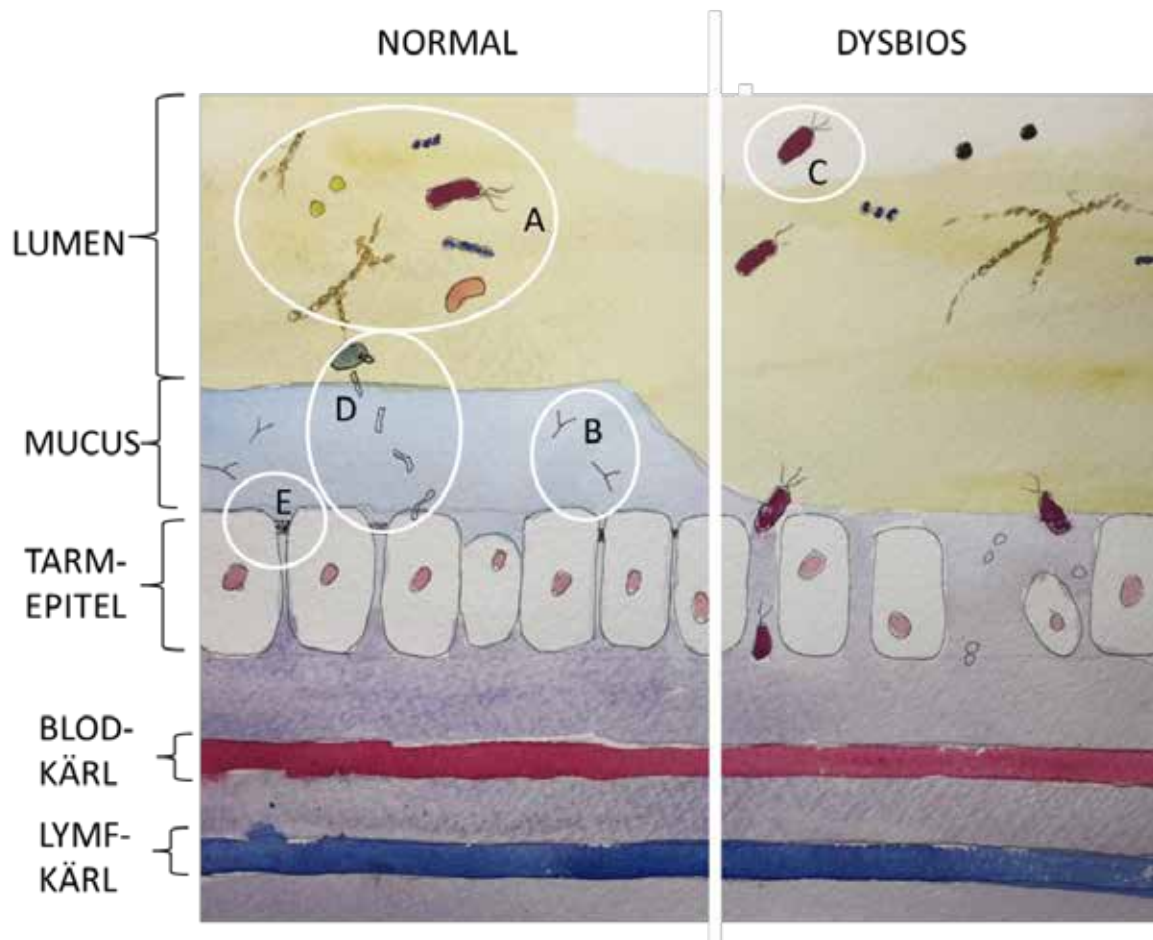 NORMAL
DYSBIOS
LUMEN
MUCUS
TARM-
EPITEL
BLOD-
KÄRL
LYMF-
KÄRL
A
C
D
B
E